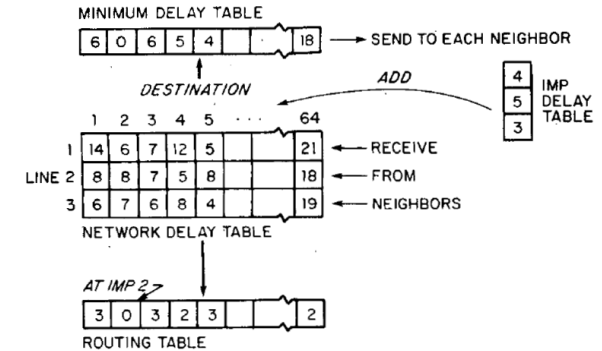 MINIMUM DELAY TABLE
6 0 6 5 4 18 SEND TO EACH NEIGHBOR
DESTINATION
ADD
4
5
3
IMP
DELAY
TABLE
1 2 3 4 5 ... 64
1 14 6 7 12 5 21 RECEIVE
LINE 2 8 8 7 5 8 18 FROM
3 6 7 6 8 4 19 NEIGHBORS
NETWORK DELAY TABLE
AT IMP 2
3 0 3 2 3 2
ROUTING TABLE